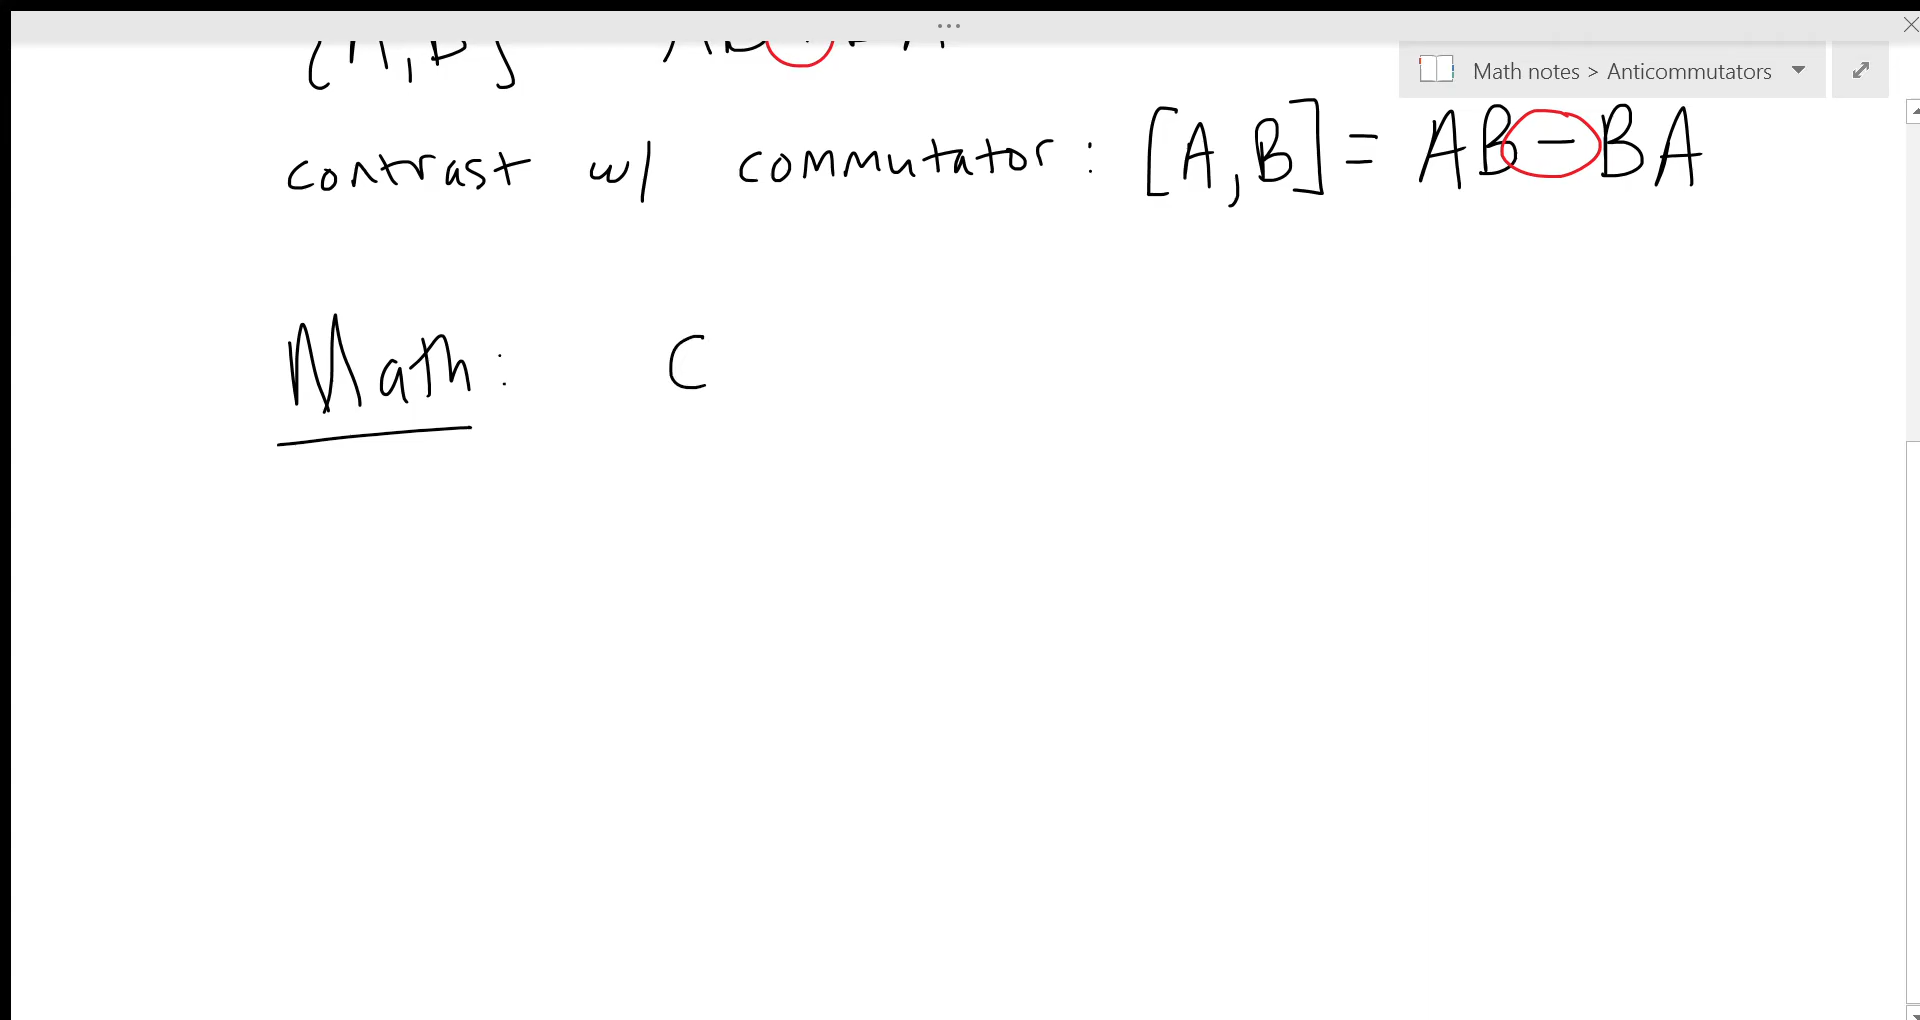 Math notes > Anticommutators
contrast w/ commutator: [A,B] = AB - BA
Math: C